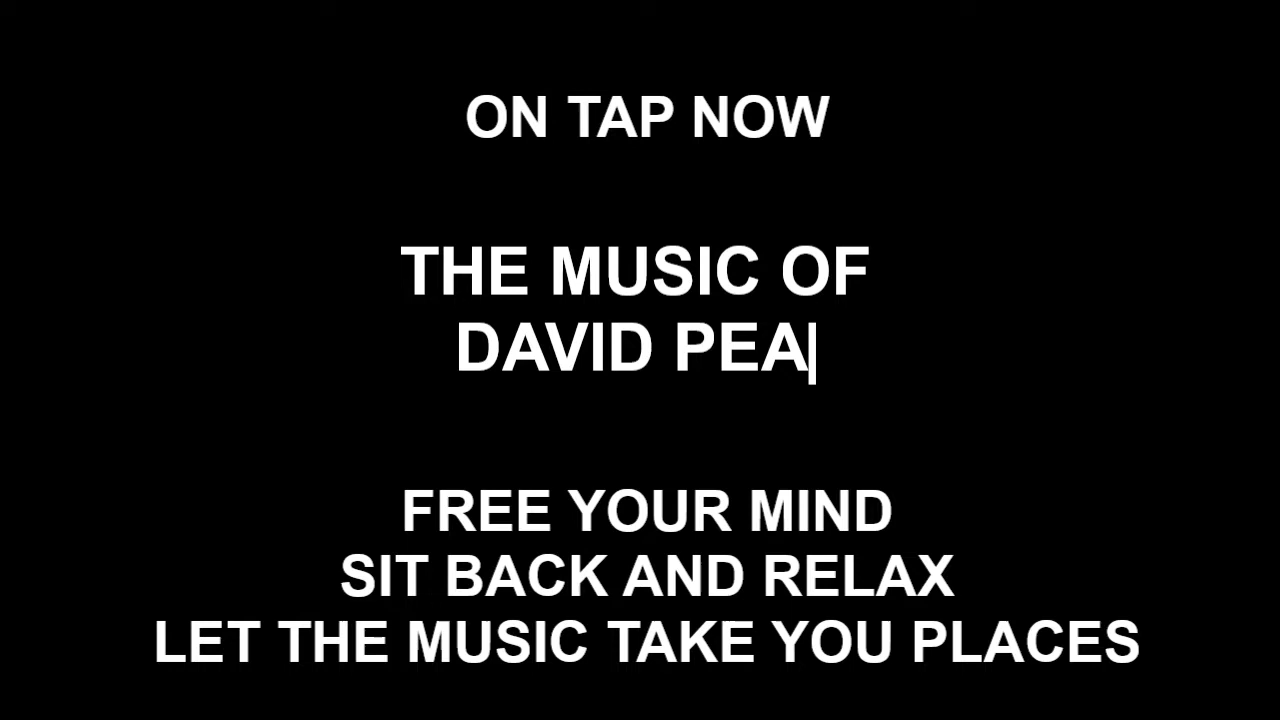 ON TAP NOW
THE MUSIC OF
DAVID PEA
FREE YOUR MIND
SIT BACK AND RELAX
LET THE MUSIC TAKE YOU PLACES